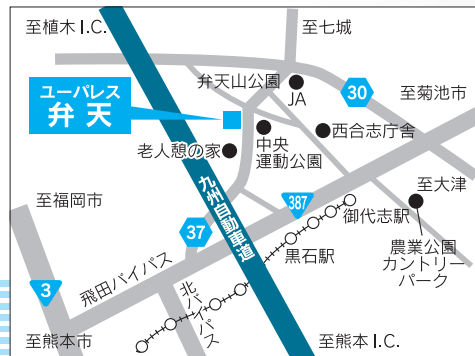 至植木I.C.
至七城
弁天山公園
JA
30
至菊池市
ユーパレス
弁天
中央
運動公園
西合志庁舎
老人憩の家
至大津
九州自動車道
387
御代志駅
至福岡市
37
黒石駅
農業公園
カントリー
パーク
飛田バイパス
3
北バイパス
至熊本市
至熊本I.C.